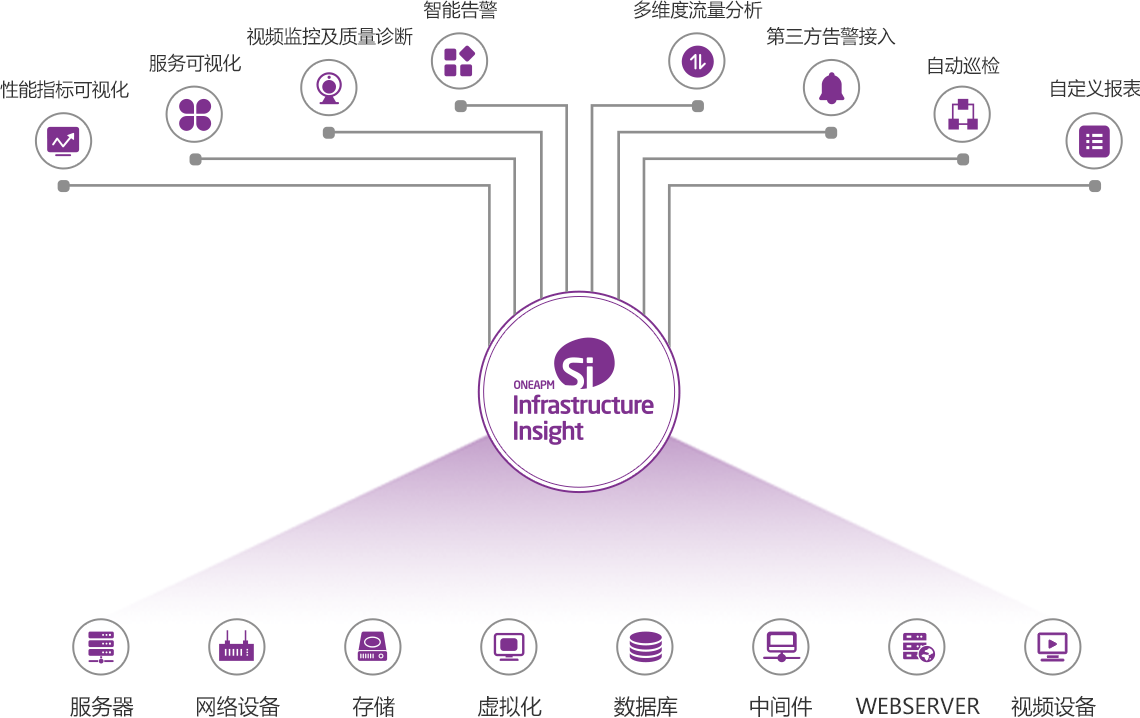 智能告警
多维度流量分析
视频监控及质量诊断
第三方告警接入
服务可视化
自动巡检
性能指标可视化
自定义报表
Si
ONEAPM
Infrastructure
Insight
服务器
网络设备
存储
虚拟化
数据库
中间件
WEBSERVER
视频设备